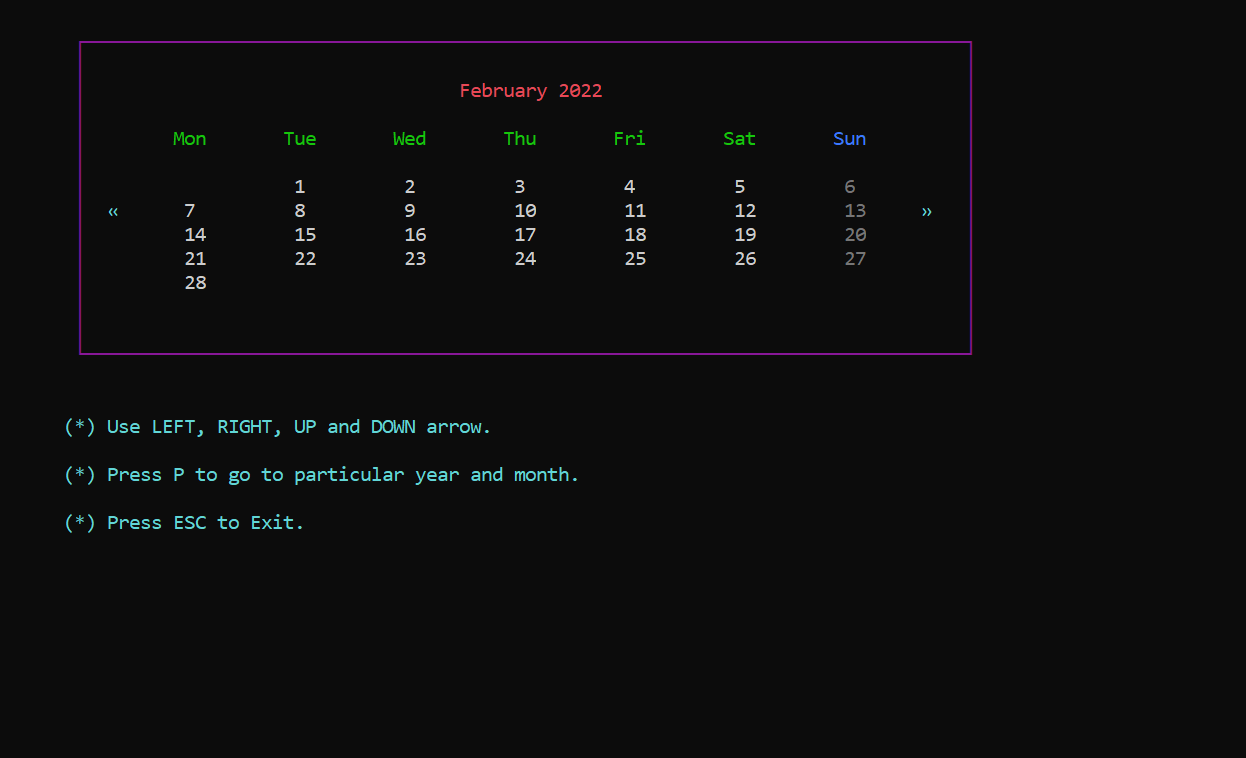 February 2022
Mon Tue Wed Thu Fri Sat Sun
1 2 3 4 5 6
« 7 8 9 10 11 12 13 »
14 15 16 17 18 19 20
21 22 23 24 25 26 27
28
(*) Use LEFT, RIGHT, UP and DOWN arrow.
(*) Press P to go to particular year and month.
(*) Press ESC to Exit.